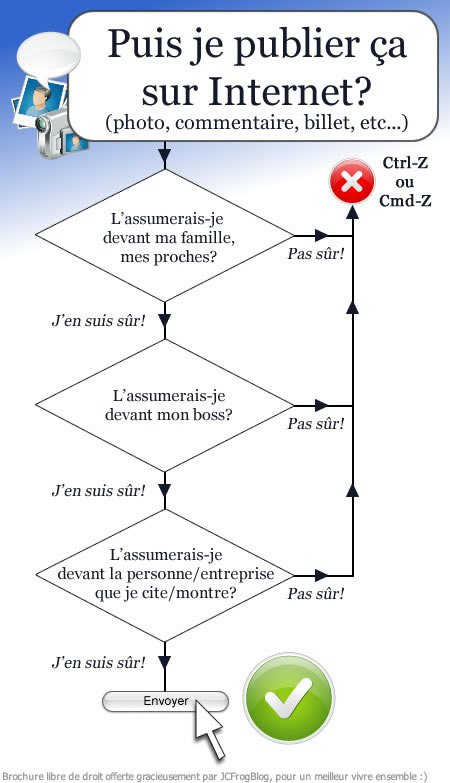 Puis je publier ça
sur Internet?
(photo, commentaire, billet, etc...)
Ctrl-Z
ou
Cmd-Z
L'assumerais-je
devant ma famille,
mes proches?
Pas sûr!
J'en suis sûr!
L'assumerais-je
devant mon boss?
Pas sûr!
J'en suis sûr!
L'assumerais-je
devant la personne/entreprise
que je cite/montre?
Pas sûr!
J'en suis sûr!
Envoyer
Brochure libre de droit offerte gracieusement par JCFrogBlog, pour un meilleur vivre ensemble :)